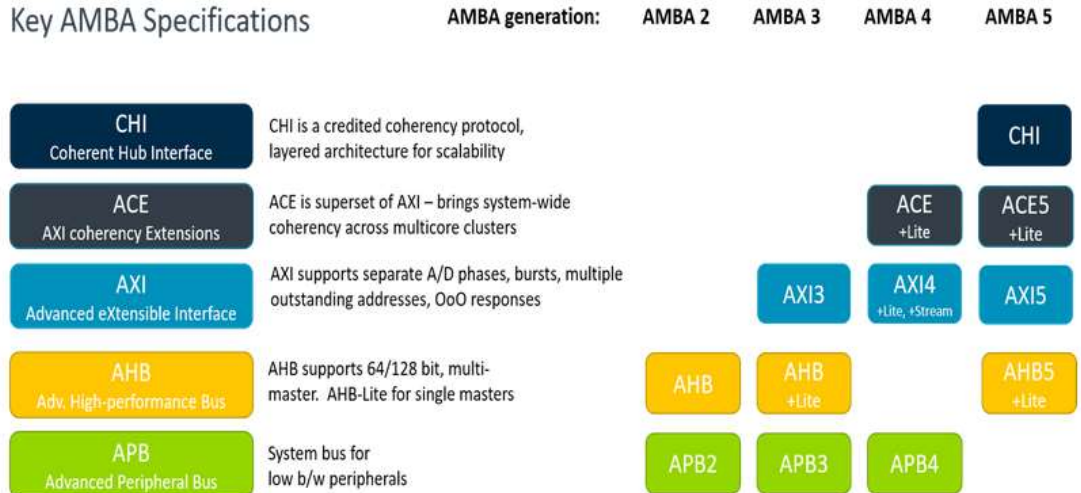 Key AMBA Specifications
AMBA generation: AMBA 2 AMBA 3 AMBA 4 AMBA 5
CHI
Coherent Hub Interface
CHI is a credited coherency protocol,
layered architecture for scalability
CHI
ACE
AXI coherency Extensions
ACE is superset of AXI – brings system-wide
coherency across multicore clusters
ACE
+Lite
ACE5
+Lite
AXI
Advanced eXtensible Interface
AXI supports separate A/D phases, bursts, multiple
outstanding addresses, OoO responses
AXI3
AXI4
+Lite, +Stream
AXI5
AHB
Adv. High-performance Bus
AHB supports 64/128 bit, multi-
master. AHB-Lite for single masters
AHB
AHB
+Lite
AHB5
+Lite
APB
Advanced Peripheral Bus
System bus for
low b/w peripherals
APB2
APB3
APB4